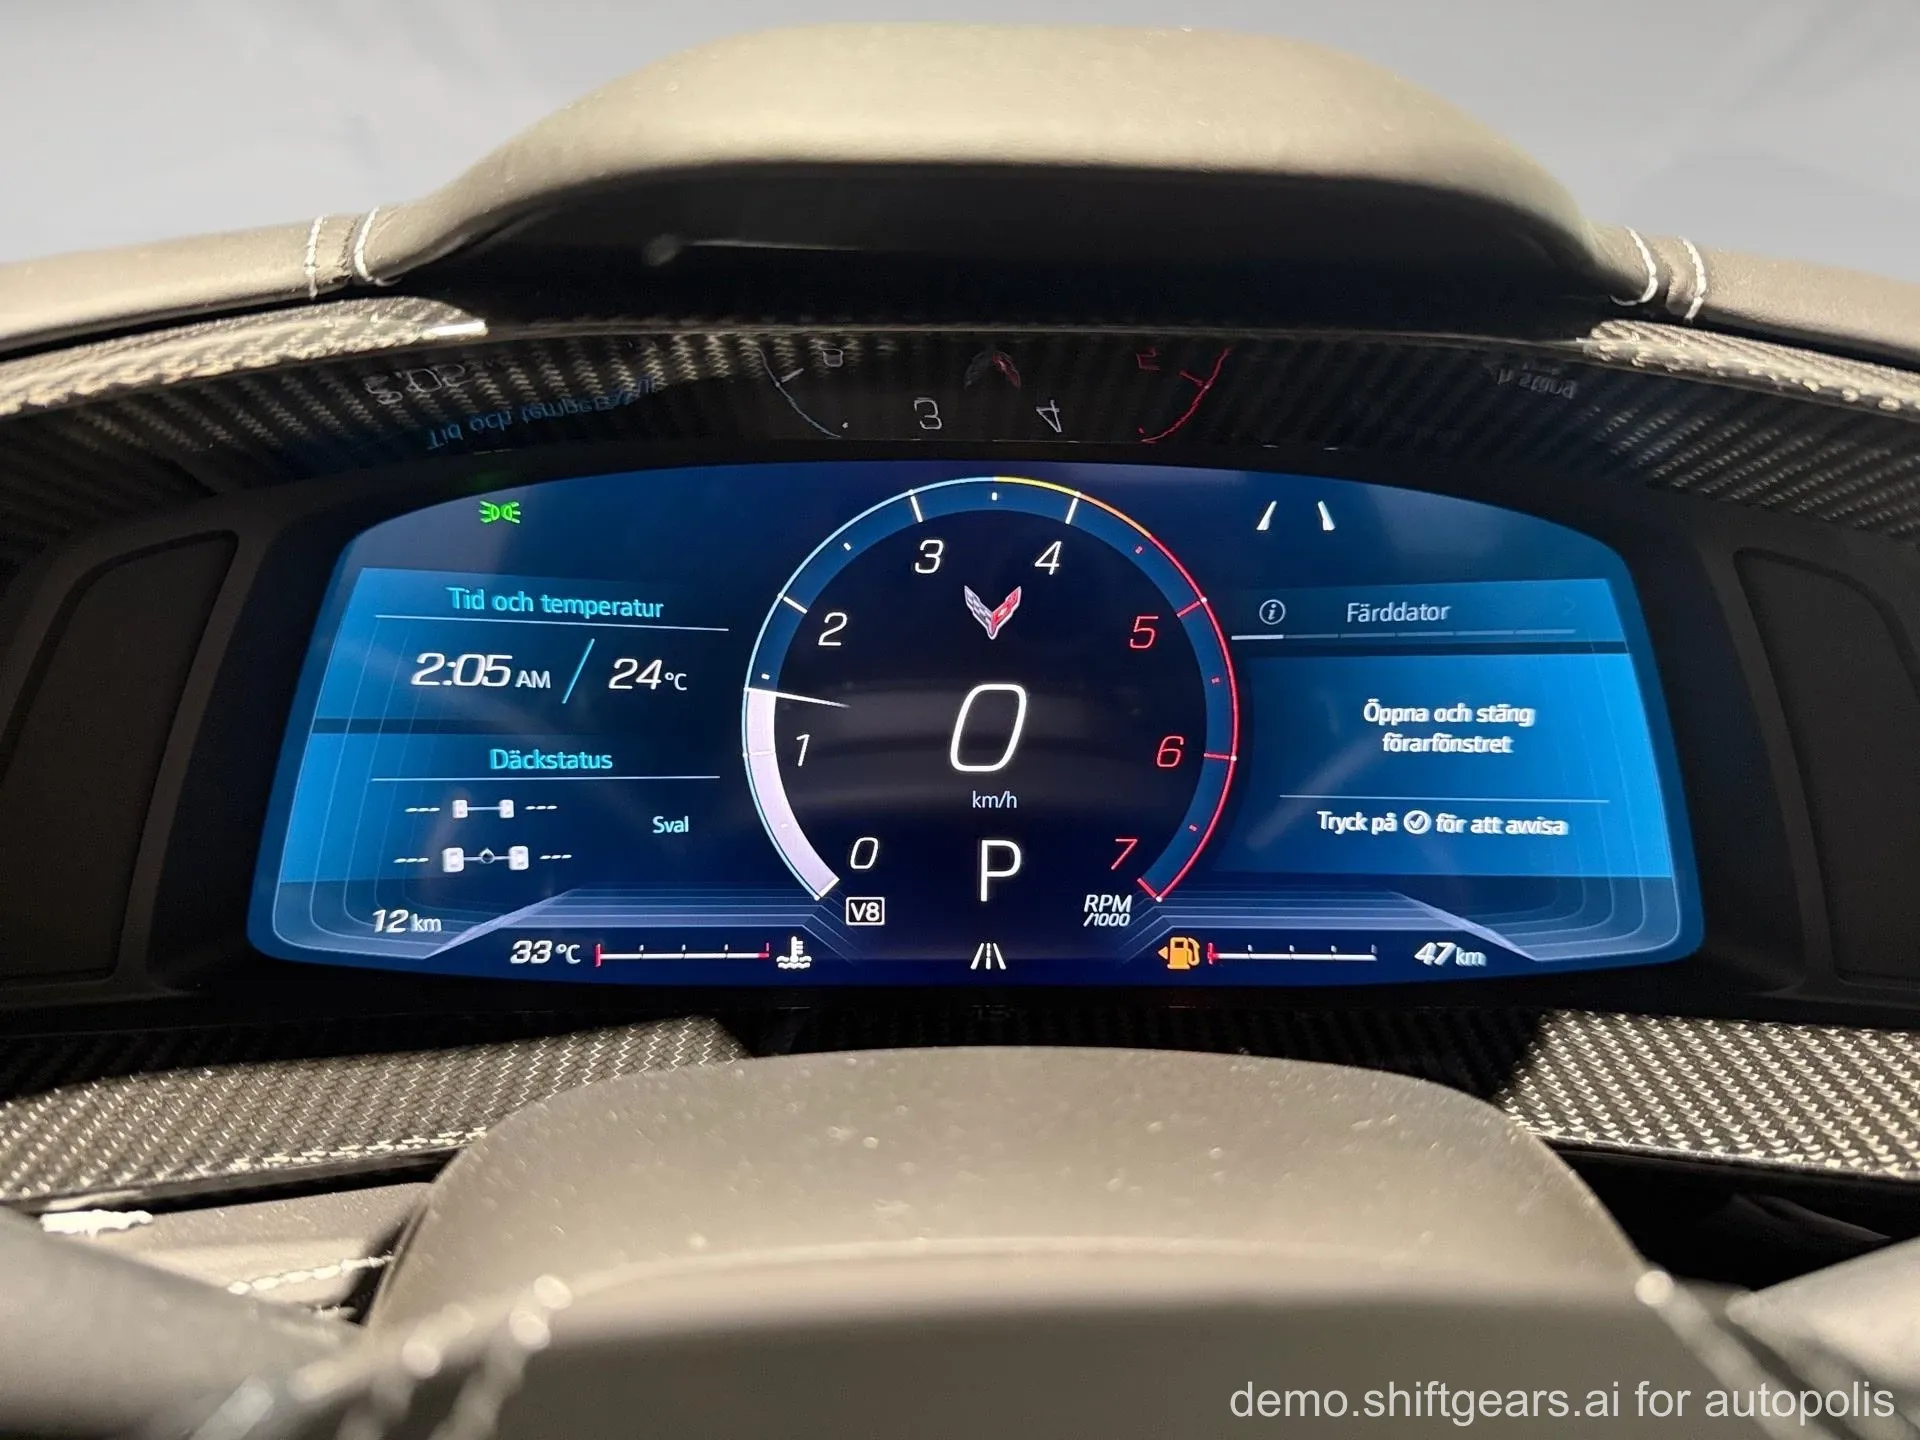 Tid och temperatur
2:05 AM / 24 °C
Däckstatus
--- ---
Sval
--- ---
12 km
33 °C
0
1
2
3
4
5
6
7
V8
RPM
/1000
0
km/h
P
Färddator
Öppna och stäng
förarfönstret
Tryck på för att avvisa
47 km
demo.shiftgears.ai for autopolis